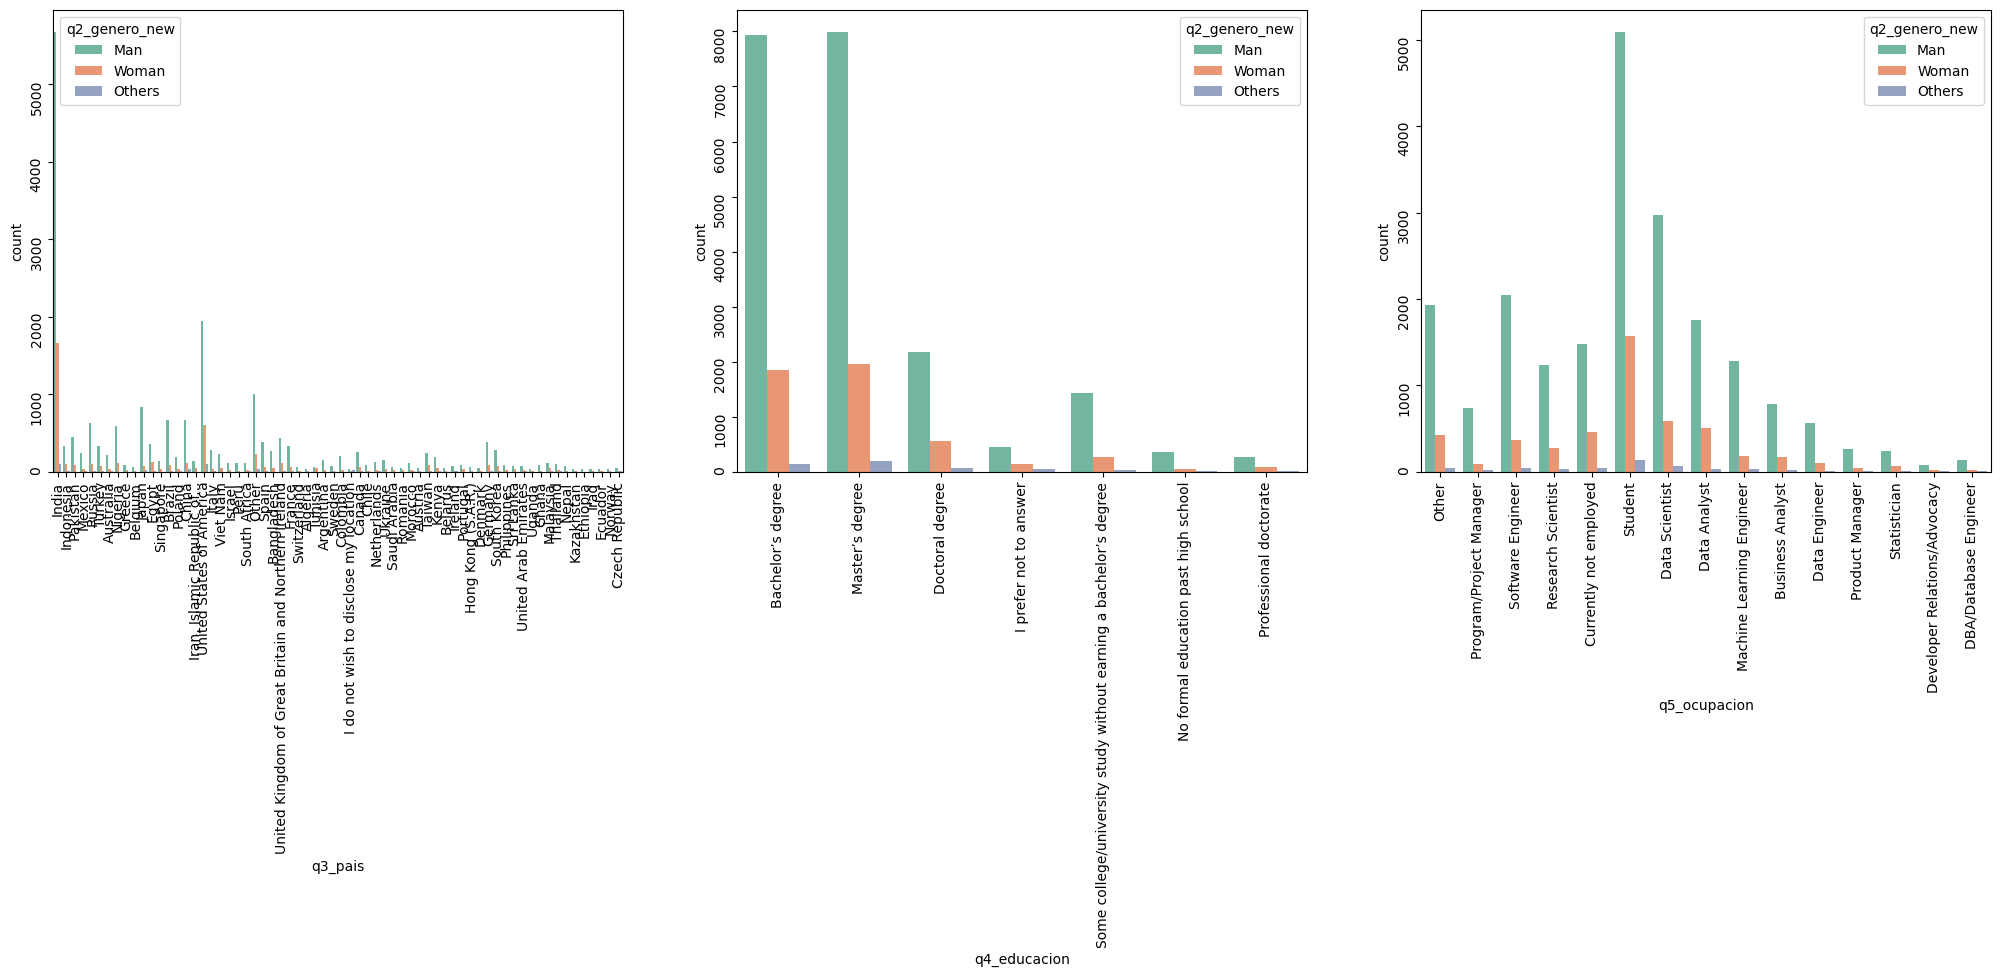 q2_genero_new
Man
Woman
Others
count
5000
4000
3000
2000
1000
0
India
Indonesia
Pakistan
Mexico
Russia
Turkey
Australia
Nigeria
Greece
Belgium
Japan
Egypt
Singapore
Brazil
Poland
China
Iran, Islamic Republic of...
United States of America
Italy
Viet Nam
Israel
Peru
South Africa
Other
Spain
Bangladesh
United Kingdom of Great Britain and Northern Ireland
France
Switzerland
Algeria
Tunisia
Argentina
Sweden
Colombia
I do not wish to disclose my location
Canada
Chile
Netherlands
Ukraine
Saudi Arabia
Romania
Morocco
Austria
Taiwan
Kenya
Belarus
Ireland
Portugal
Hong Kong (S.A.R.)
Denmark
Germany
South Korea
Philippines
Sri Lanka
United Arab Emirates
Uganda
Ghana
Malaysia
Thailand
Nepal
Kazakhstan
Ethiopia
Iraq
Ecuador
Norway
Czech Republic
q3_pais
q2_genero_new
Man
Woman
Others
count
8000
7000
6000
5000
4000
3000
2000
1000
0
Bachelor’s degree
Master’s degree
Doctoral degree
I prefer not to answer
Some college/university study without earning a bachelor’s degree
No formal education past high school
Professional doctorate
q4_educacion
q2_genero_new
Man
Woman
Others
count
5000
4000
3000
2000
1000
0
Other
Program/Project Manager
Software Engineer
Research Scientist
Currently not employed
Student
Data Scientist
Data Analyst
Machine Learning Engineer
Business Analyst
Data Engineer
Product Manager
Statistician
Developer Relations/Advocacy
DBA/Database Engineer
q5_ocupacion